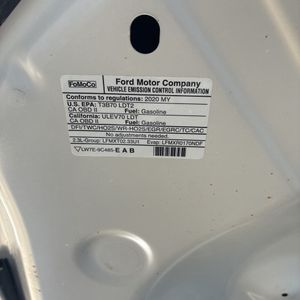 FoMoCo
Ford Motor Company
VEHICLE EMISSION CONTROL INFORMATION
Conforms to regulations: 2020 MY
U.S. EPA: T3B70 LDT2
CA OBD II Fuel: Gasoline
California: ULEV70 LDT
CA OBD II Fuel: Gasoline
DFI/TWC/HO2S/WR-HO2S/EGR/EGRC/TC/CAC
No adjustments needed.
2.3L-Group: LFMXT02.33U1 Evap: LFMXR0170NDF
LW7E-9C485-E A B